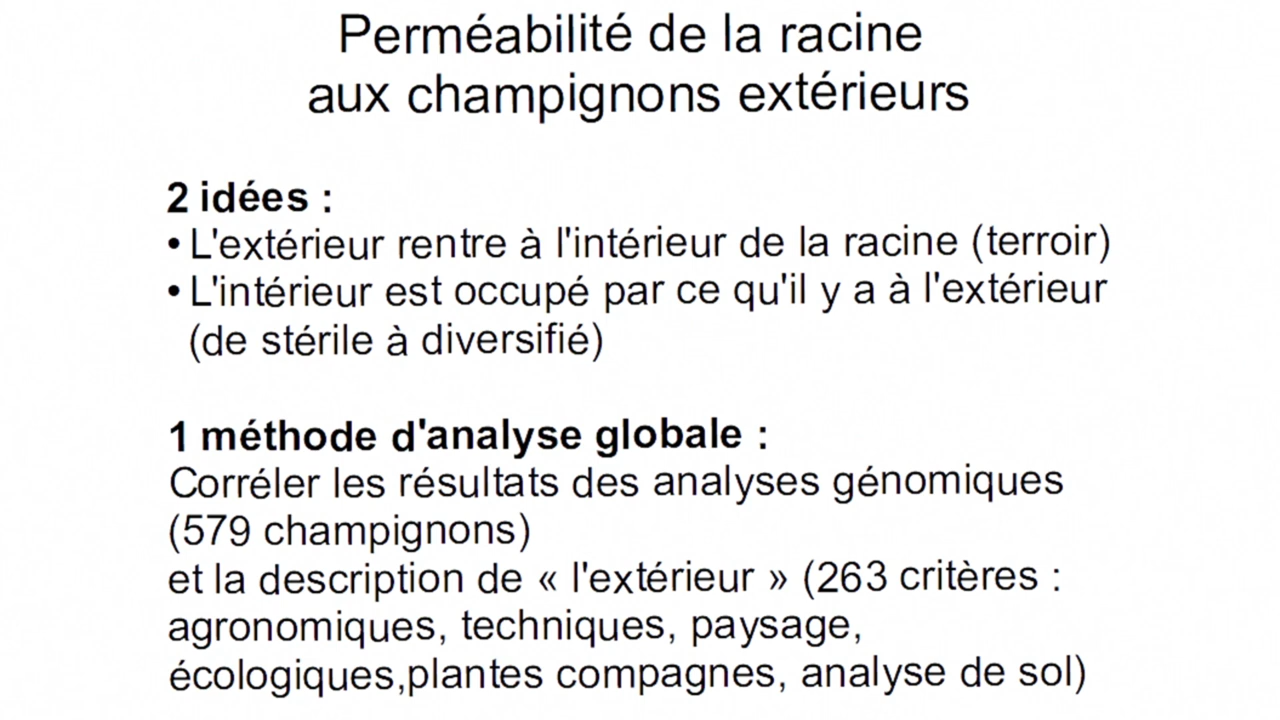 Perméabilité de la racine
aux champignons extérieurs
2 idées :
• L'extérieur rentre à l'intérieur de la racine (terroir)
• L'intérieur est occupé par ce qu'il y a à l'extérieur
(de stérile à diversifié)
1 méthode d'analyse globale :
Corréler les résultats des analyses génomiques
(579 champignons)
et la description de « l'extérieur » (263 critères :
agronomiques, techniques, paysage,
écologiques,plantes compagnes, analyse de sol)